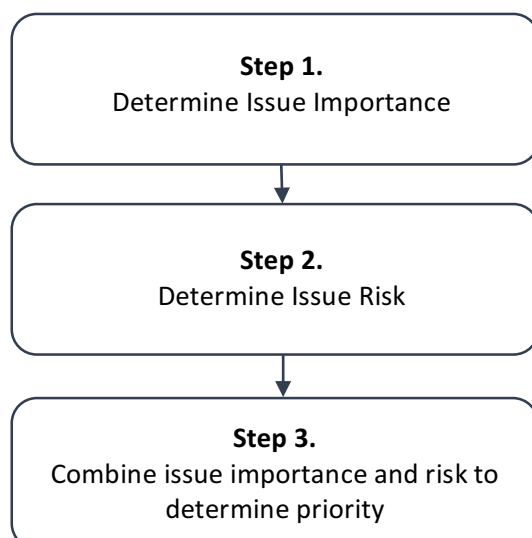 Step 1.
Determine Issue Importance
Step 2.
Determine Issue Risk
Step 3.
Combine issue importance and risk to
determine priority